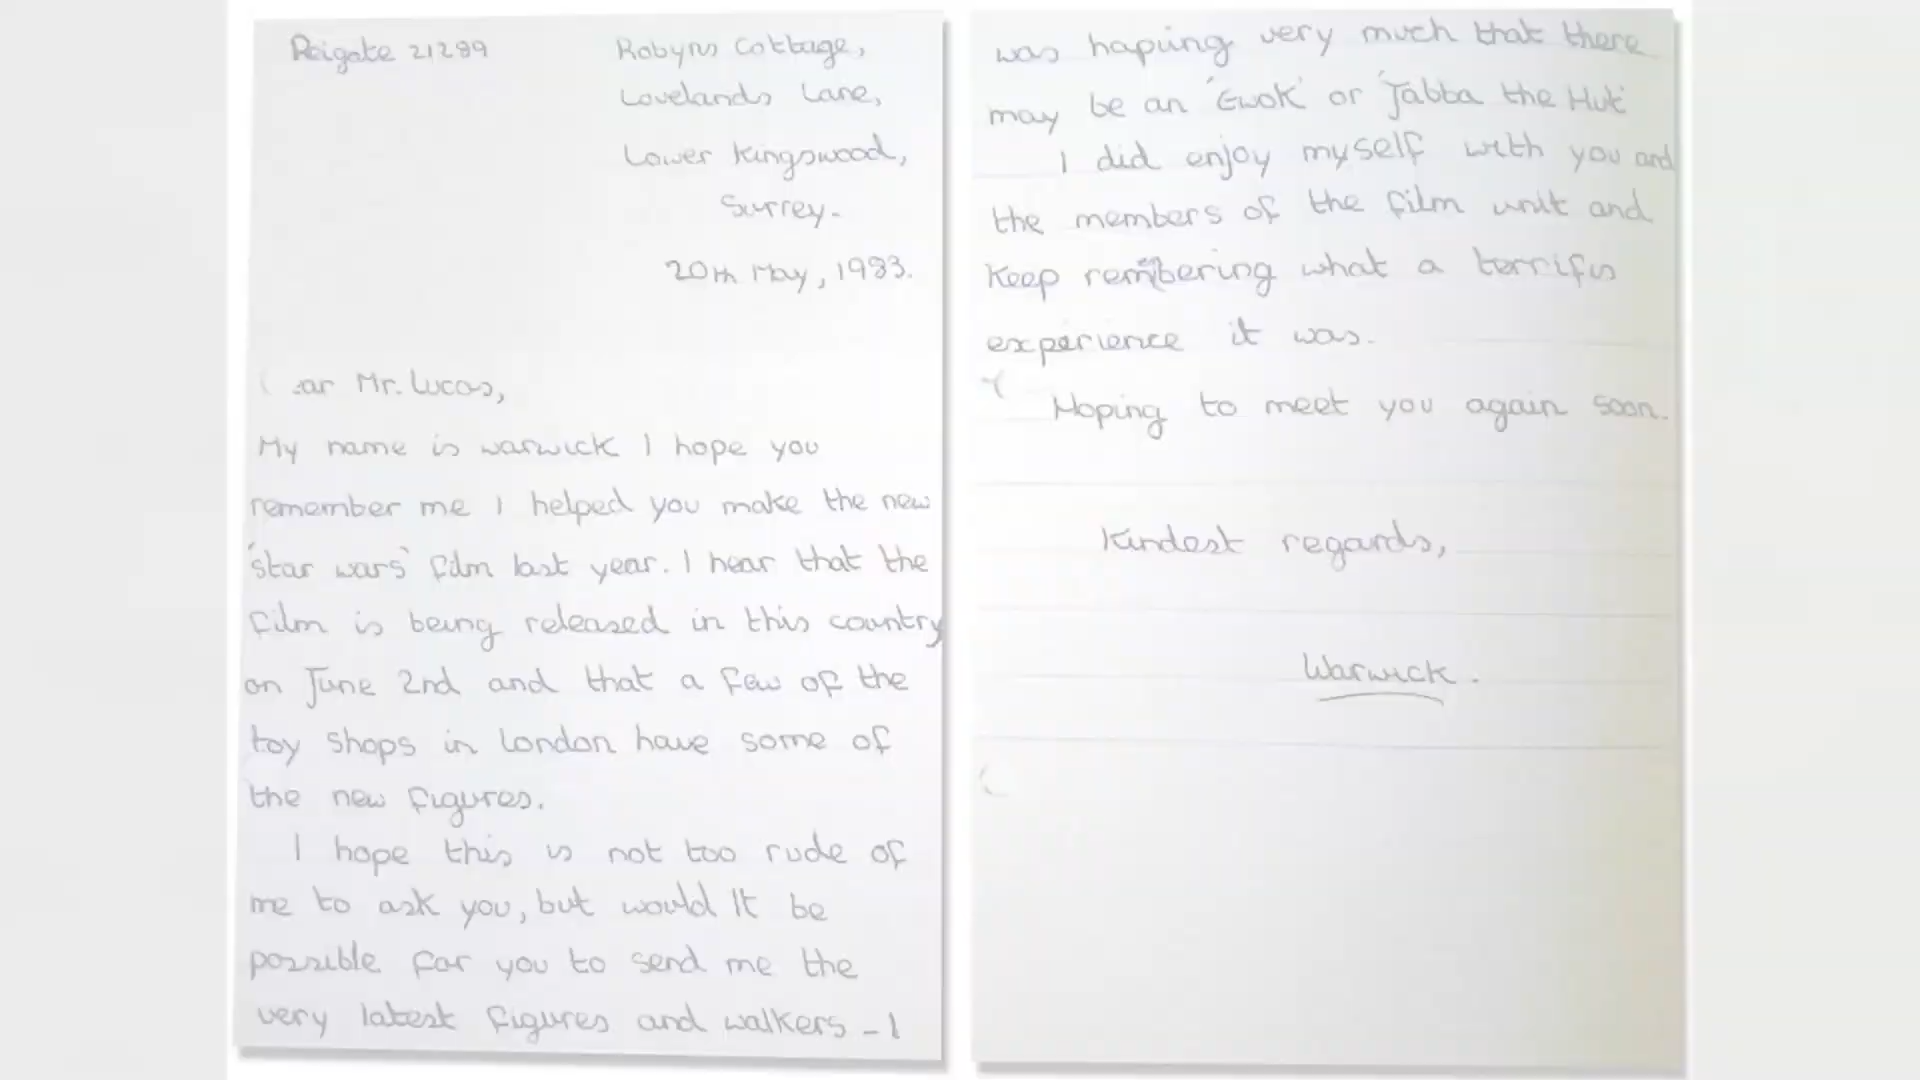 Reigate 21289
Robyns Cottage,
Lovelands Lane,
Lower Kingswood,
Surrey.
20th May, 1983.
ear Mr. Lucas,
My name is warwick I hope you
remember me I helped you make the new
'star wars' film last year. I hear that the
film is being released in this country
on June 2nd and that a few of the
toy shops in London have some of
the new figures.
I hope this is not too rude of
me to ask you, but would It be
possible for you to send me the
very latest figures and walkers - I
was hapuing very much that there
may be an 'Ewok' or 'Jabba the Hut'
I did enjoy myself with you and
the members of the film unit and
Keep remembering what a terrific
experience it was.
Hoping to meet you again soon.
Kindest regards,
Warwick.